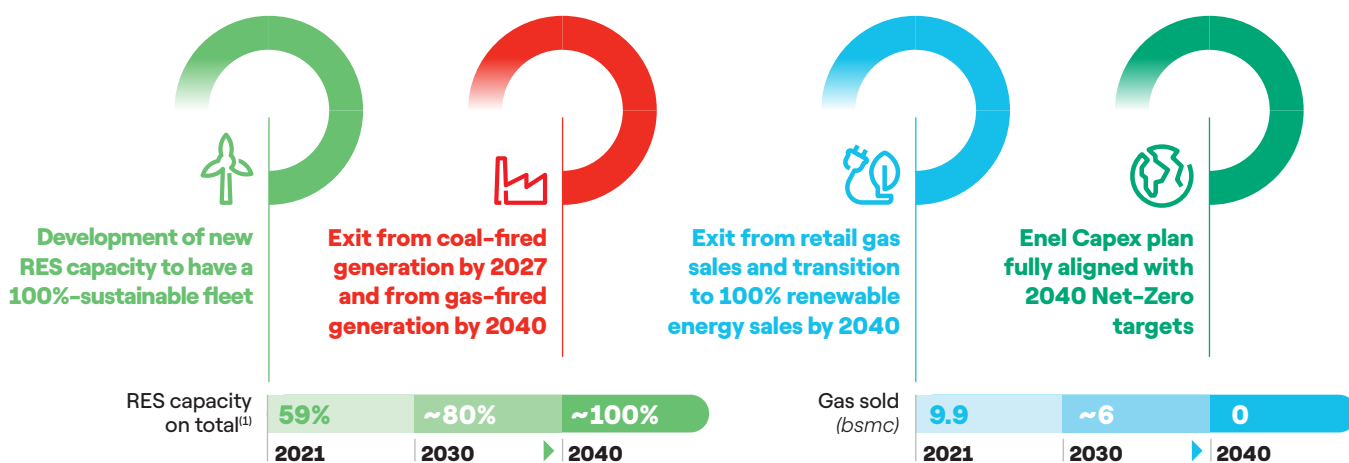 Development of new
RES capacity to have a
100%-sustainable fleet
Exit from coal-fired
generation by 2027
and from gas-fired
generation by 2040
Exit from retail gas
sales and transition
to 100% renewable
energy sales by 2040
Enel Capex plan
fully aligned with
2040 Net-Zero
targets
RES capacity
on total(1)
59% ~80% ~100%
2021 2030 2040
Gas sold
(bsmc)
9.9 ~6 0
2021 2030 2040